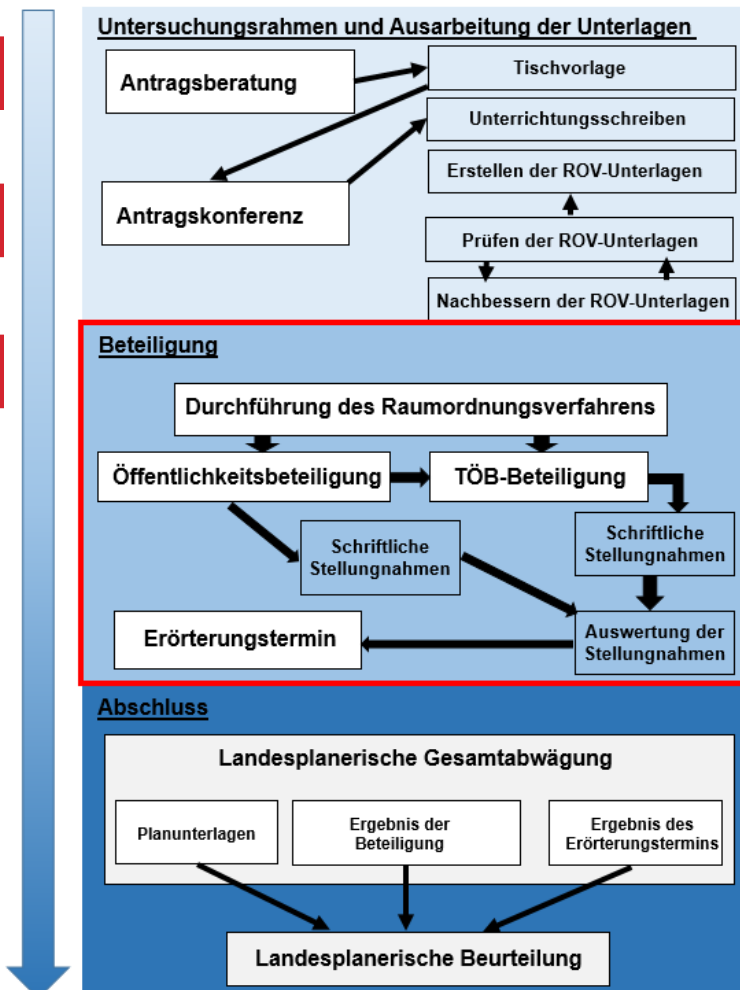 Untersuchungsrahmen und Ausarbeitung der Unterlagen
Antragsberatung
Tischvorlage
Unterrichtungsschreiben
Erstellen der ROV-Unterlagen
Antragskonferenz
Prüfen der ROV-Unterlagen
Nachbessern der ROV-Unterlagen
Beteiligung
Durchführung des Raumordnungsverfahrens
Öffentlichkeitsbeteiligung
TÖB-Beteiligung
Schriftliche
Stellungnahmen
Schriftliche
Stellungnahmen
Erörterungstermin
Auswertung der
Stellungnahmen
Abschluss
Landesplanerische Gesamtabwägung
Planunterlagen
Ergebnis der
Beteiligung
Ergebnis des
Erörterungstermins
Landesplanerische Beurteilung